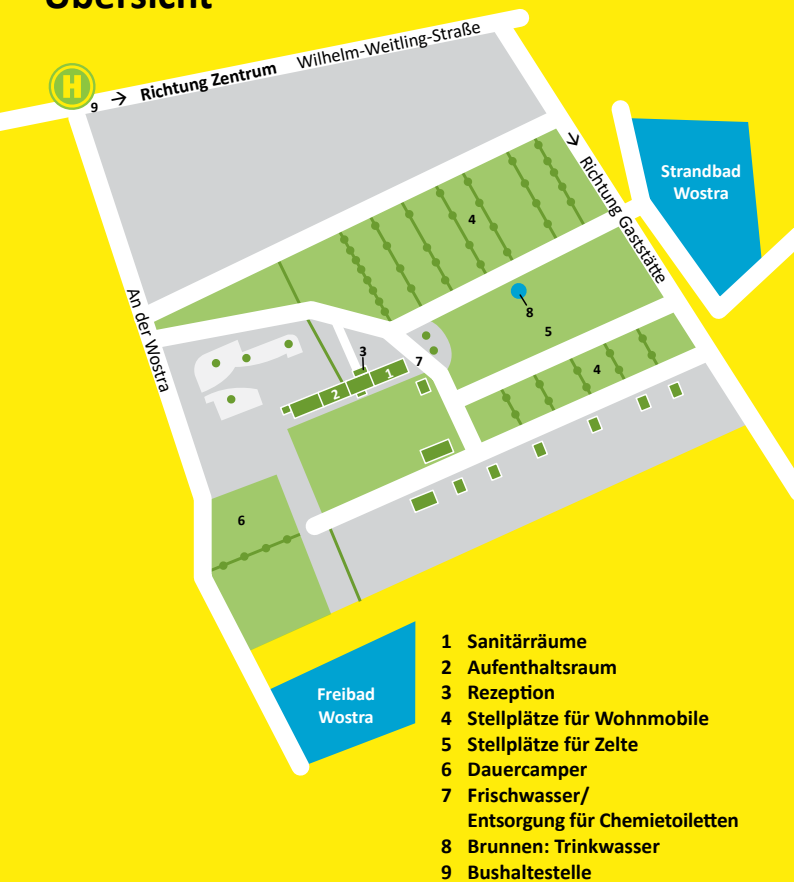 Übersicht
H
9 → Richtung Zentrum Wilhelm-Weitling-Straße
→ Richtung Gaststätte
Strandbad
Wostra
4
An der Wostra
8
5
3
7
4
1
2
6
Freibad
Wostra
1 Sanitärräume
2 Aufenthaltsraum
3 Rezeption
4 Stellplätze für Wohnmobile
5 Stellplätze für Zelte
6 Dauercamper
7 Frischwasser/
Entsorgung für Chemietoiletten
8 Brunnen: Trinkwasser
9 Bushaltestelle